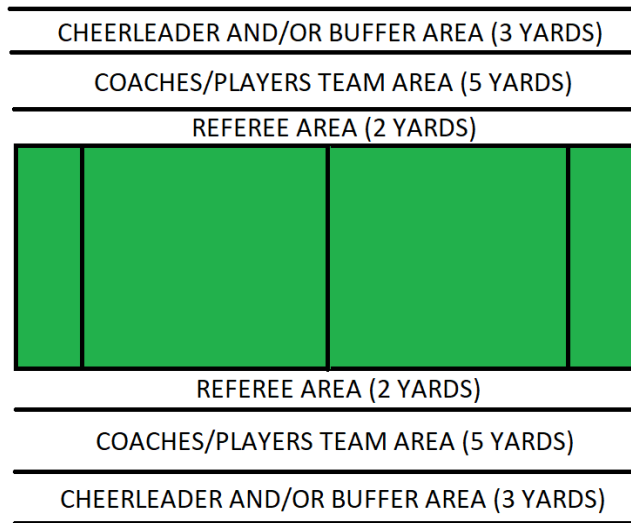 CHEERLEADER AND/OR BUFFER AREA (3 YARDS)
COACHES/PLAYERS TEAM AREA (5 YARDS)
REFEREE AREA (2 YARDS)
REFEREE AREA (2 YARDS)
COACHES/PLAYERS TEAM AREA (5 YARDS)
CHEERLEADER AND/OR BUFFER AREA (3 YARDS)